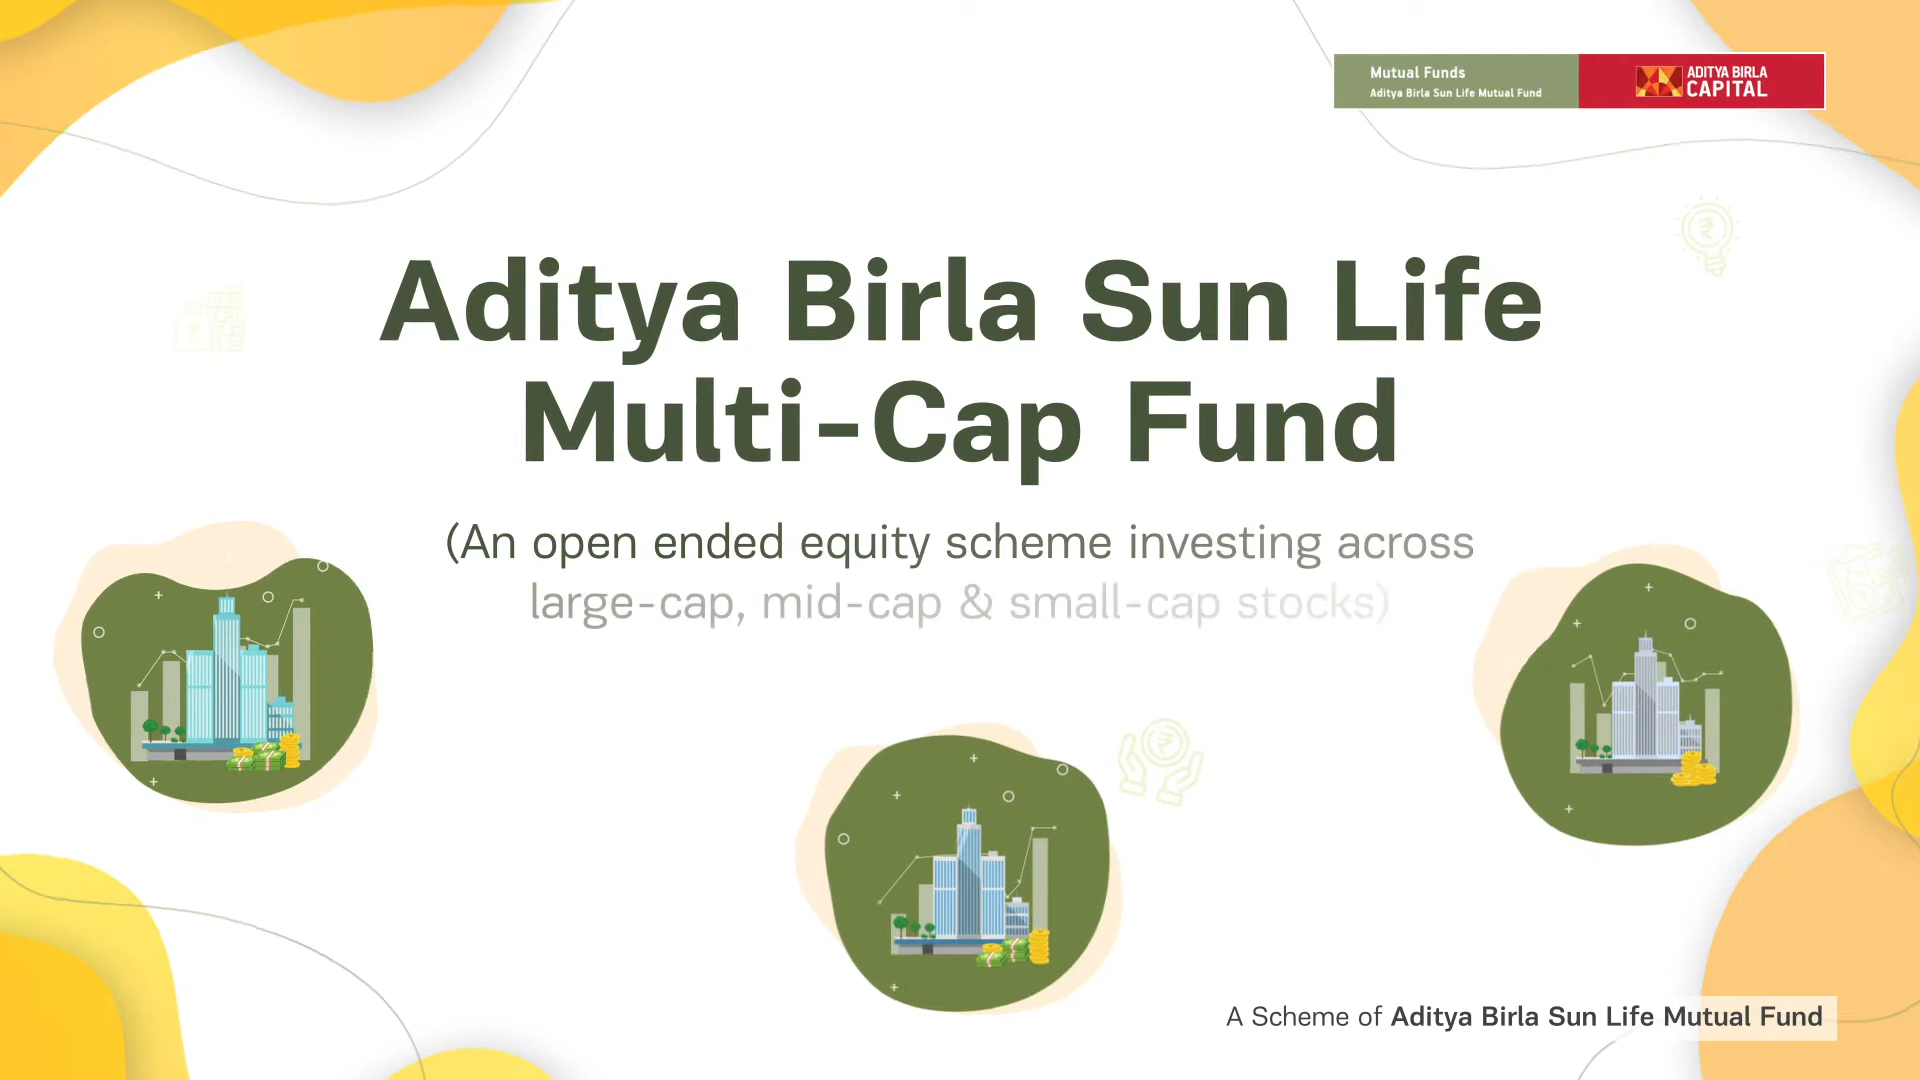 Mutual Funds
Aditya Birla Sun Life Mutual Fund
ADITYA BIRLA
CAPITAL
Aditya Birla Sun Life
Multi-Cap Fund
(An open ended equity scheme investing across
large-cap, mid-cap & small-cap stocks)
A Scheme of Aditya Birla Sun Life Mutual Fund